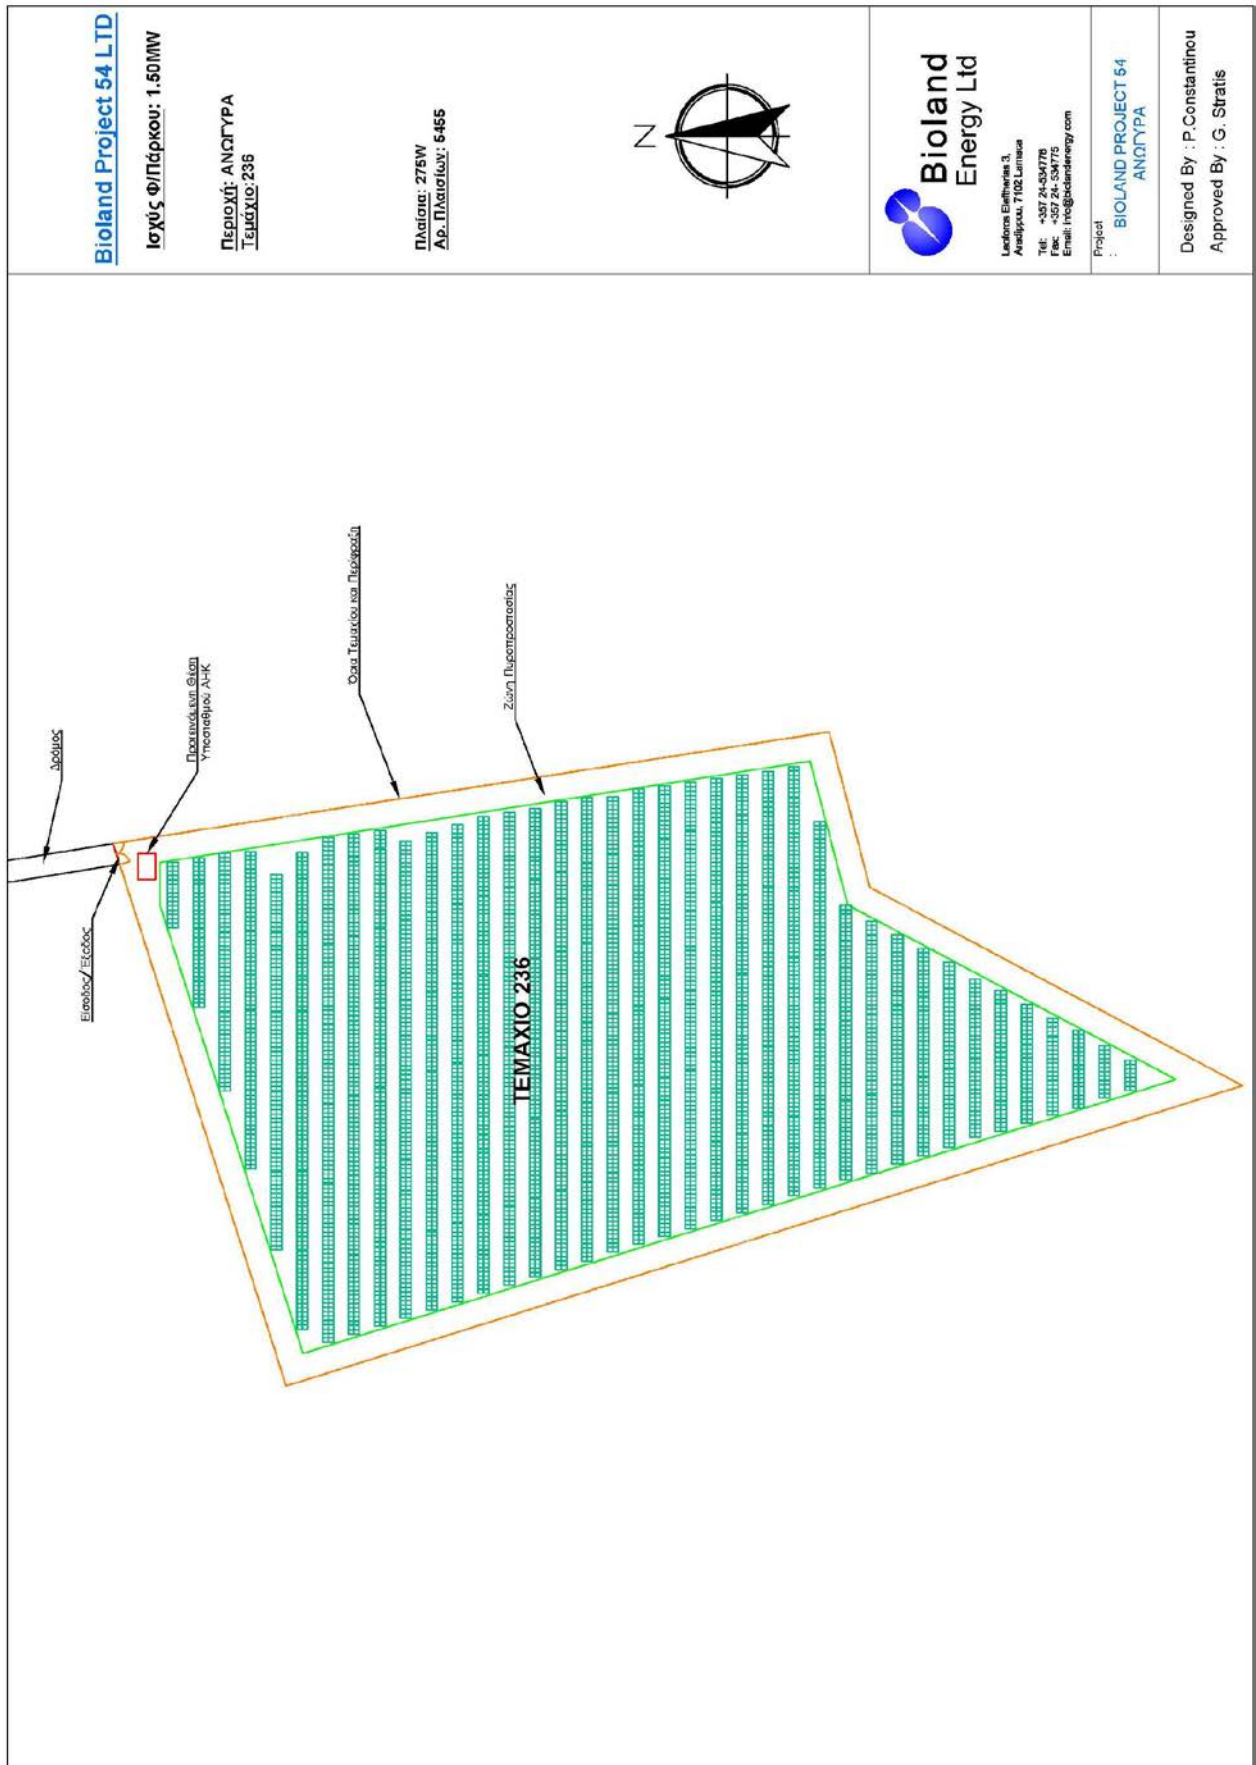 Bioland Project 54 LTD
Ισχύς Φ/Πάρκου: 1.50MW
Περιοχή: ΑΝΩΓΥΡΑ
Τεμάχιο:236
Πλαίσια: 275W
Αρ. Πλαισίων: 5455
N
Bioland
Energy Ltd
Leoforos Eleftherias 3,
Aradippou, 7102 Larnaca
Tel: +357 24-534776
Fax: +357 24- 534775
Email: info@biolandenergy.com
Project
:
BIOLAND PROJECT 54
ΑΝΩΓΥΡΑ
Designed By : P.Constantinou
Approved By : G. Stratis
Δρόμος
Είσοδος/Εξοδος
Προτεινόμενη Θέση
Υποσταθμού ΑΗΚ
Όρια Τεμαχίου και Περίφραξη
Ζώνη Πυροπροστασίας
ΤΕΜΑΧΙΟ 236